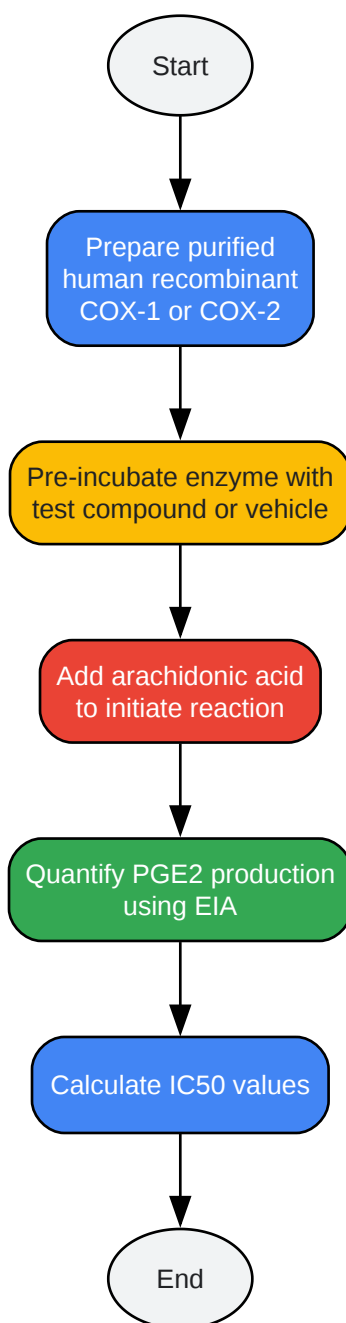 Start
Prepare purified
human recombinant
COX-1 or COX-2
Pre-incubate enzyme with
test compound or vehicle
Add arachidonic acid
to initiate reaction
Quantify PGE2 production
using EIA
Calculate IC50 values
End